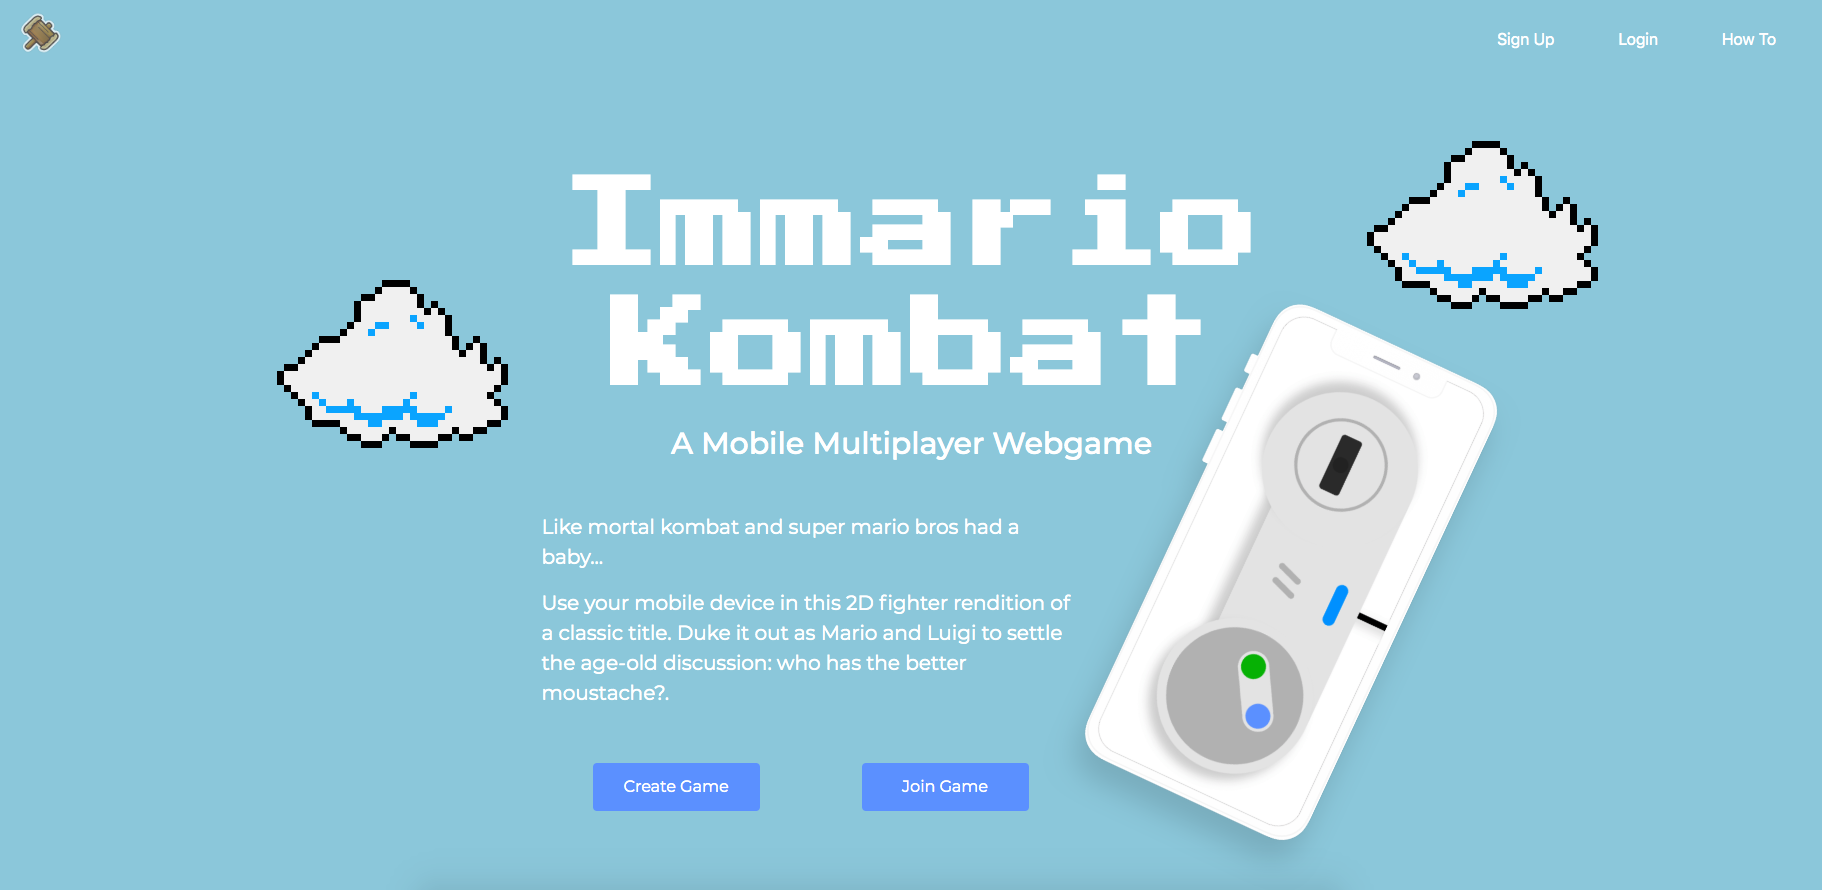 Sign Up Login How To
Immario
Kombat
A Mobile Multiplayer Webgame
Like mortal kombat and super mario bros had a
baby...
Use your mobile device in this 2D fighter rendition of
a classic title. Duke it out as Mario and Luigi to settle
the age-old discussion: who has the better
moustache?.
Create Game Join Game